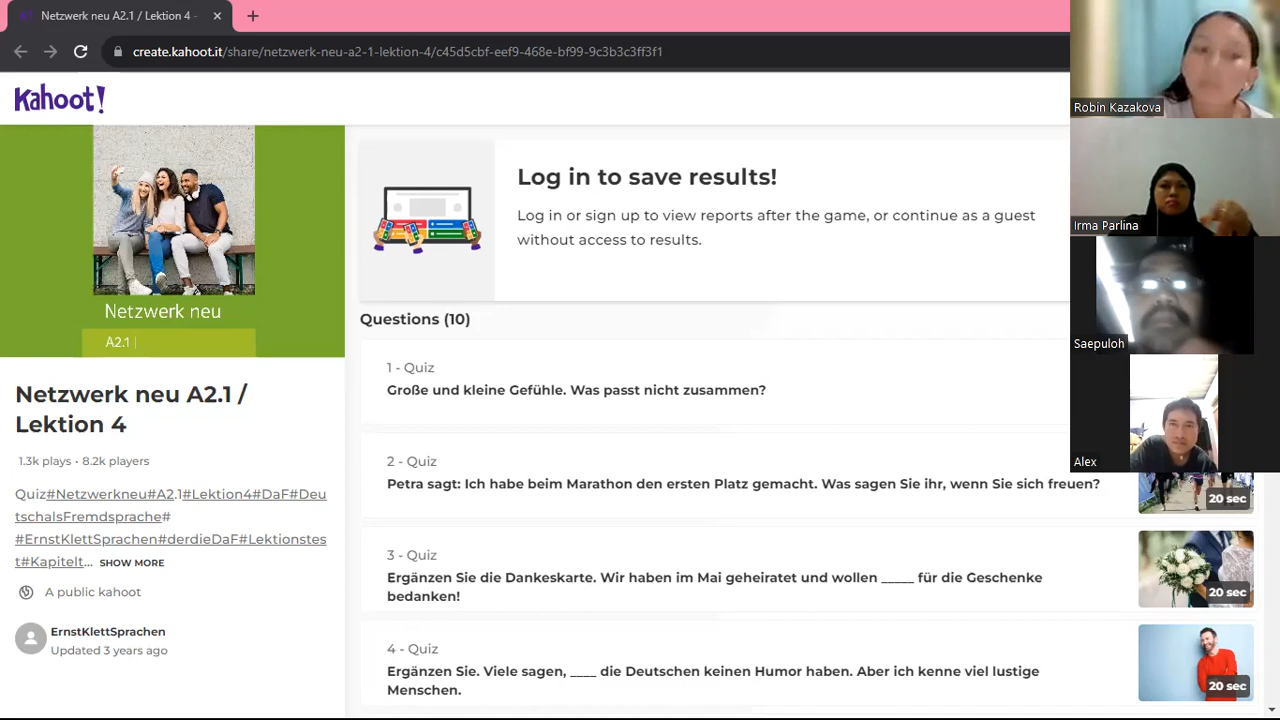 Netzwerk neu A2.1 / Lektion 4 -
create.kahoot.it/share/netzwerk-neu-a2-1-lektion-4/c45d5cbf-eef9-468e-bf99-9c3b3c3ff3f1
Kahoot!
Netzwerk neu
A2.1
Netzwerk neu A2.1 /
Lektion 4
1.3k plays • 8.2k players
Quiz#Netzwerkneu#A2.1#Lektion4#DaF#Deu
tschalsFremdsprache#
#ErnstKlettSprachen#derdieDaF#Lektionstes
t#Kapitelt... SHOW MORE
A public kahoot
ErnstKlettSprachen
Updated 3 years ago
Log in to save results!
Log in or sign up to view reports after the game, or continue as a guest
without access to results.
Questions (10)
1 - Quiz
Große und kleine Gefühle. Was passt nicht zusammen?
2 - Quiz
Petra sagt: Ich habe beim Marathon den ersten Platz gemacht. Was sagen Sie ihr, wenn Sie sich freuen?
20 sec
3 - Quiz
Ergänzen Sie die Dankeskarte. Wir haben im Mai geheiratet und wollen _____ für die Geschenke
bedanken!
20 sec
4 - Quiz
Ergänzen Sie. Viele sagen, ____ die Deutschen keinen Humor haben. Aber ich kenne viel lustige
Menschen.
20 sec
Robin Kazakova
Irma Parlina
Saepuloh
Alex